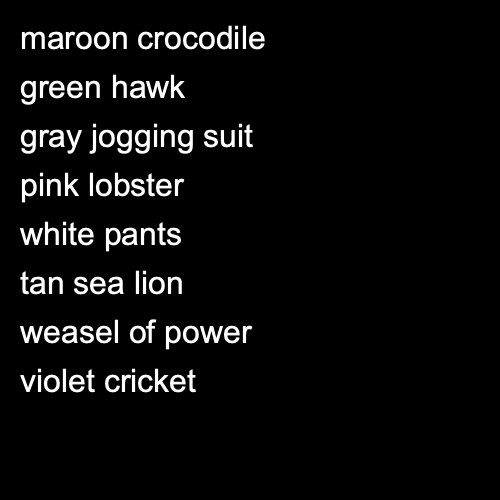 maroon crocodile
green hawk
gray jogging suit
pink lobster
white pants
tan sea lion
weasel of power
violet cricket